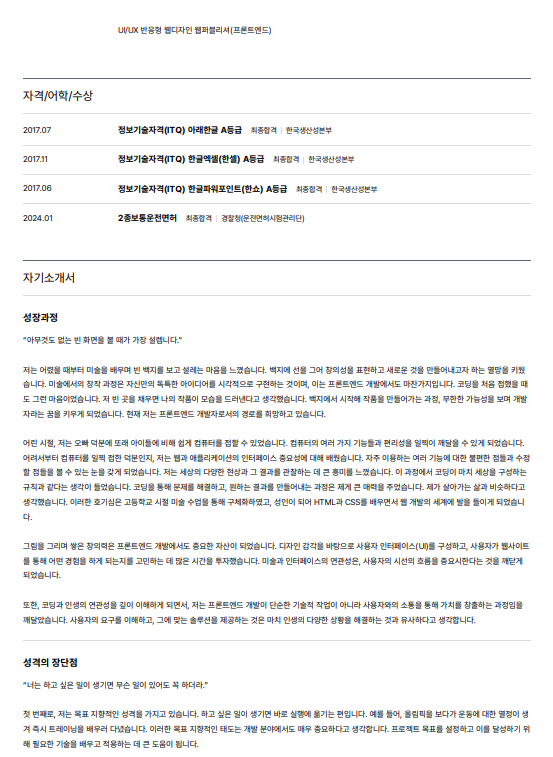 UI/UX 반응형 웹디자인 웹퍼블리셔(프론트엔드)
자격/어학/수상
2017.07 정보기술자격(ITQ) 아래한글 A등급 최종합격 | 한국생산성본부
2017.11 정보기술자격(ITQ) 한글엑셀(한셀) A등급 최종합격 | 한국생산성본부
2017.06 정보기술자격(ITQ) 한글파워포인트(한쇼) A등급 최종합격 | 한국생산성본부
2024.01 2종보통운전면허 최종합격 | 경찰청(운전면허시험관리단)
자기소개서
성장과정
“아무것도 없는 빈 화면을 볼 때가 가장 설렙니다.”
저는 어렸을 때부터 미술을 배우며 빈 백지를 보고 설레는 마음을 느꼈습니다. 백지에 선을 그어 창의성을 표현하고 새로운 것을 만들어내고자 하는 열망을 키웠
습니다. 미술에서의 창작 과정은 자신만의 독특한 아이디어를 시각적으로 구현하는 것이며, 이는 프론트엔드 개발에서도 마찬가지입니다. 코딩을 처음 접했을 때
도 그런 마음이었습니다. 저 빈 곳을 채우면 나의 작품이 모습을 드러낸다고 생각했습니다. 백지에서 시작해 작품을 만들어가는 과정, 무한한 가능성을 보며 개발
자라는 꿈을 키우게 되었습니다. 현재 저는 프론트엔드 개발자로서의 경로를 희망하고 있습니다.
어린 시절, 저는 오빠 덕분에 또래 아이들에 비해 쉽게 컴퓨터를 접할 수 있었습니다. 컴퓨터의 여러 가지 기능들과 편리성을 일찍이 깨달을 수 있게 되었습니다.
어려서부터 컴퓨터를 일찍 접한 덕분인지, 저는 웹과 애플리케이션의 인터페이스 중요성에 대해 배웠습니다. 자주 이용하는 여러 기능에 대한 불편한 점들과 수정
할 점들을 볼 수 있는 눈을 갖게 되었습니다. 저는 세상의 다양한 현상과 그 결과를 관찰하는 데 큰 흥미를 느꼈습니다. 이 과정에서 코딩이 마치 세상을 구성하는
규칙과 같다는 생각이 들었습니다. 코딩을 통해 문제를 해결하고, 원하는 결과를 만들어내는 과정은 제게 큰 매력을 주었습니다. 제가 살아가는 삶과 비슷하다고
생각했습니다. 이러한 호기심은 고등학교 시절 미술 수업을 통해 구체화하였고, 성인이 되어 HTML과 CSS를 배우면서 웹 개발의 세계에 발을 들이게 되었습니
다.
그림을 그리며 쌓은 창의력은 프론트엔드 개발에서도 중요한 자산이 되었습니다. 디자인 감각을 바탕으로 사용자 인터페이스(UI)를 구성하고, 사용자가 웹사이트
를 통해 어떤 경험을 하게 되는지를 고민하는 데 많은 시간을 투자했습니다. 미술과 인터페이스의 연관성은, 사용자의 시선의 흐름을 중요시한다는 것을 깨닫게
되었습니다.
또한, 코딩과 인생의 연관성을 깊이 이해하게 되면서, 저는 프론트엔드 개발이 단순한 기술적 작업이 아니라 사용자와의 소통을 통해 가치를 창출하는 과정임을
깨달았습니다. 사용자의 요구를 이해하고, 그에 맞는 솔루션을 제공하는 것은 마치 인생의 다양한 상황을 해결하는 것과 유사하다고 생각합니다.
성격의 장단점
“너는 하고 싶은 일이 생기면 무슨 일이 있어도 꼭 하더라.”
첫 번째로, 저는 목표 지향적인 성격을 가지고 있습니다. 하고 싶은 일이 생기면 바로 실행에 옮기는 편입니다. 예를 들어, 올림픽을 보다가 운동에 대한 열정이 생
겨 즉시 트레이닝을 배우러 다녔습니다. 이러한 목표 지향적인 태도는 개발 분야에서도 매우 중요하다고 생각합니다. 프로젝트 목표를 설정하고 이를 달성하기 위
해 필요한 기술을 배우고 적용하는 데 큰 도움이 됩니다.